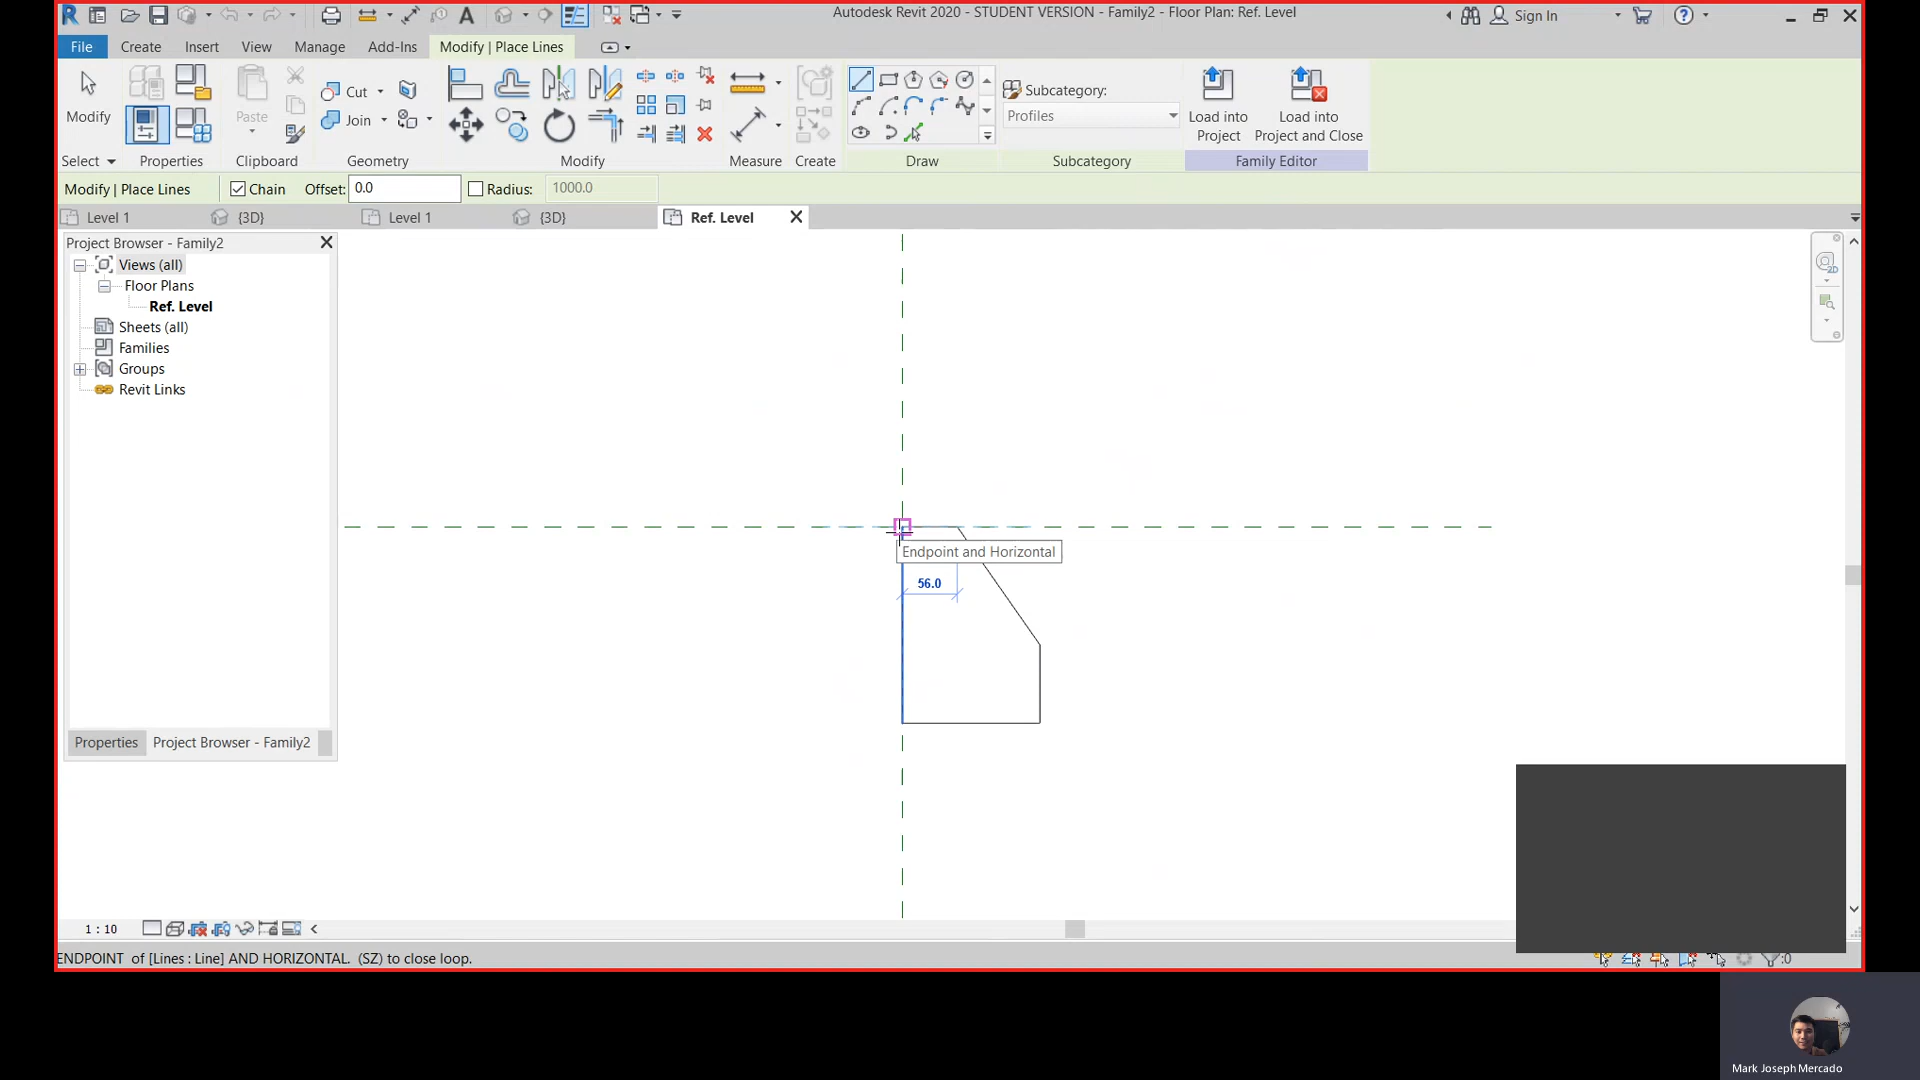 Autodesk Revit 2020 - STUDENT VERSION - Family2 - Floor Plan: Ref. Level
Sign In
File
Create
Insert
View
Manage
Add-Ins
Modify | Place Lines
Modify
Paste
Cut
Join
Subcategory:
Profiles
Load into
Project
Load into
Project and Close
Select
Properties
Clipboard
Geometry
Modify
Measure
Create
Draw
Subcategory
Family Editor
Modify | Place Lines
Chain
Offset:
0.0
Radius:
1000.0
Level 1
{3D}
Level 1
{3D}
Ref. Level
Project Browser - Family2
Views (all)
Floor Plans
Ref. Level
Sheets (all)
Families
Groups
Revit Links
Endpoint and Horizontal
56.0
2D
Properties
Project Browser - Family2
1 : 10
ENDPOINT of [Lines : Line] AND HORIZONTAL. (SZ) to close loop.
:0
Mark Joseph Mercado